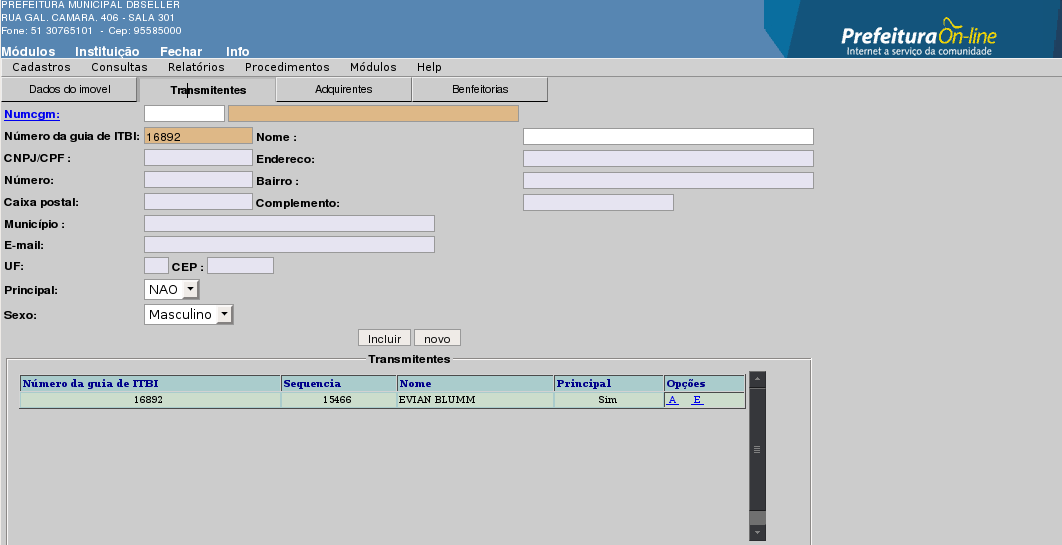 PREFEITURA MUNICIPAL DBSELLER
RUA GAL. CAMARA. 406 - SALA 301
Fone: 51 30765101 - Cep: 95585000
PrefeituraOn-line
Internet a serviço da comunidade
Módulos Instituição Fechar Info
Cadastros Consultas Relatórios Procedimentos Módulos Help
Dados do imovel Transmitentes Adquirentes Benfeitorias
Numcgm:
Número da guia de ITBI: 16892 Nome :
CNPJ/CPF : Endereco:
Número: Bairro :
Caixa postal: Complemento:
Município :
E-mail:
UF: CEP :
Principal: NAO
Sexo: Masculino
Incluir novo
Transmitentes
Número da guia de ITBI Sequencia Nome Principal Opções
16892 15466 EVIAN BLUMM Sim A E